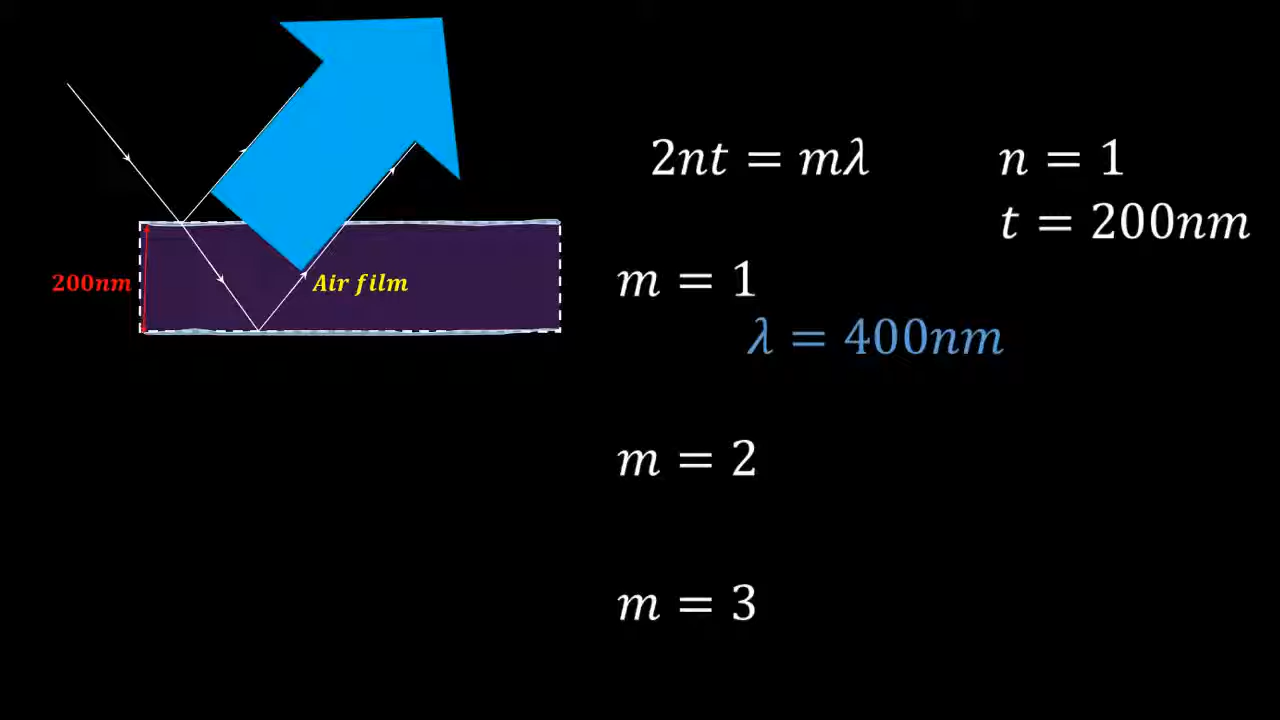 2nt = mλ
n = 1
t = 200nm
200nm
Air film
m = 1
λ = 400nm
m = 2
m = 3